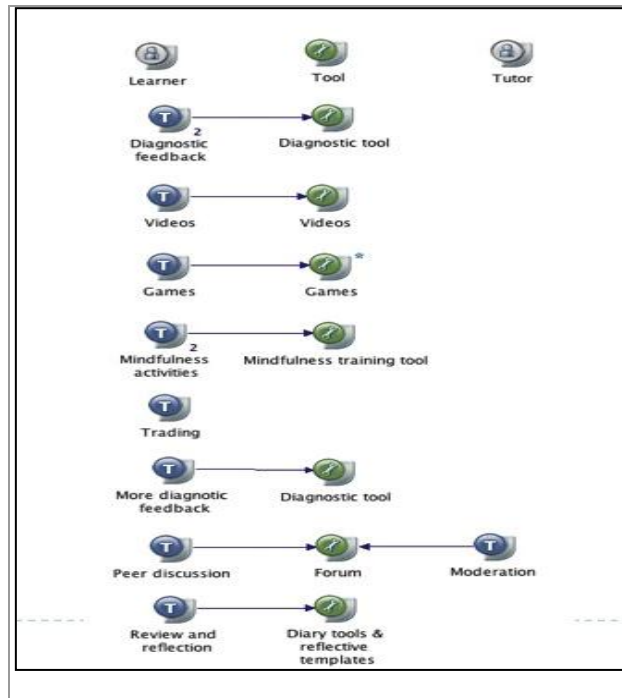 Learner Tool Tutor
T 2
Diagnostic Diagnostic tool
feedback
T
Videos Videos
T *
Games Games
T 2
Mindfulness Mindfulness training tool
activities
T
Trading
T
More diagnotic Diagnostic tool
feedback
T T
Peer discussion Forum Moderation
T
Review and Diary tools &
reflection reflective
templates